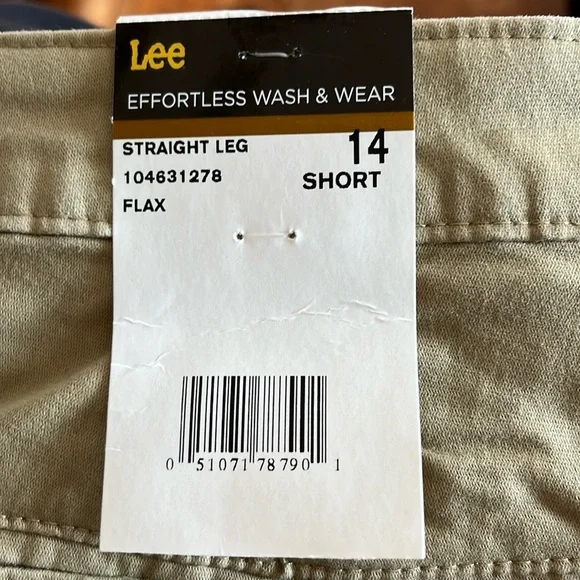 Lee
EFFORTLESS WASH & WEAR
STRAIGHT LEG 14
104631278 SHORT
FLAX
0 51071 78790 1